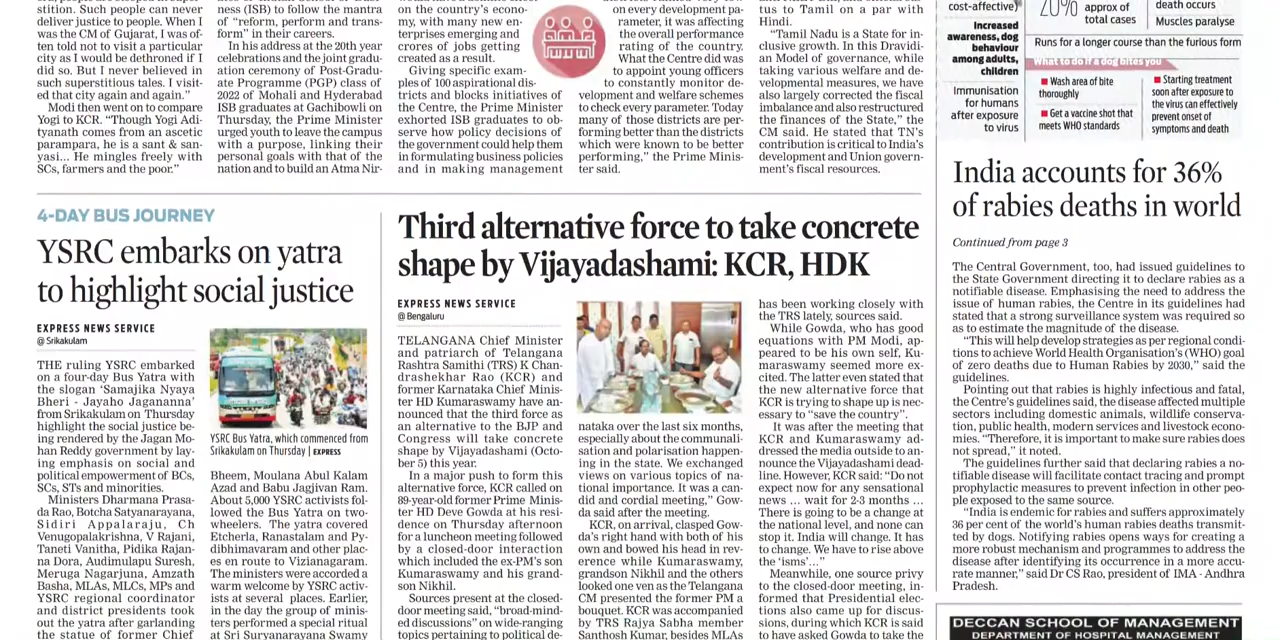 stition. Such people can never
deliver justice to people. When I
was the CM of Gujarat, I was of-
ten told not to visit a particular
city as I would be dethroned if I
did so. But I never believed in
such superstitious tales. I visit-
ed that city again and again."
Modi then went on to compare
Yogi to KCR. "Though Yogi Adi-
tyanath comes from an ascetic
parampara, he is a sant & san-
yasi... He mingles freely with
SCs, farmers and the poor."
ness (ISB) to follow the mantra
of "reform, perform and trans-
form" in their careers.
In his address at the 20th year
celebrations and the joint gradu-
ation ceremony of Post-Gradu-
ate Programme (PGP) class of
2022 of Mohali and Hyderabad
ISB graduates at Gachibowli on
Thursday, the Prime Minister
urged youth to leave the campus
with a purpose, linking their
personal goals with that of the
nation and to build an Atma Nir-
on the country's econo-
my, with many new en-
terprises emerging and
crores of jobs getting
created as a result.
Giving specific exam-
ples of 100 aspirational dis-
tricts and blocks initiatives of
the Centre, the Prime Minister
exhorted ISB graduates to ob-
serve how policy decisions of
the government could help them
in formulating business policies
and in making management
on every development pa-
rameter, it was affecting
the overall performance
rating of the country.
What the Centre did was
to appoint young officers
to constantly monitor de-
velopment and welfare schemes
to check every parameter. Today
many of those districts are per-
forming better than the districts
which were known to be better
performing," the Prime Minis-
ter said.
tus to Tamil on a par with
Hindi.
"Tamil Nadu is a State for in-
clusive growth. In this Dravidi-
an Model of governance, while
taking various welfare and de-
velopmental measures, we have
also largely corrected the fiscal
imbalance and also restructured
the finances of the State," the
CM said. He stated that TN's
contribution is critical to India's
development and Union govern-
ment's fiscal resources.
cost-effective)
Increased
awareness, dog
behaviour
among adults,
children
Immunisation
for humans
after exposure
to virus
20%
approx of
total cases
death occurs
Muscles paralyse
Runs for a longer course than the furious form
What to do if a dog bites you
Wash area of bite
thoroughly
Get a vaccine shot that
meets WHO standards
Starting treatment
soon after exposure to
the virus can effectively
prevent onset of
symptoms and death
4-DAY BUS JOURNEY
YSRC embarks on yatra
to highlight social justice
EXPRESS NEWS SERVICE
@ Srikakulam
THE ruling YSRC embarked
on a four-day Bus Yatra with
the slogan 'Samajika Nyaya
Bheri - Jayaho Jagananna'
from Srikakulam on Thursday
highlight the social justice be-
ing rendered by the Jagan Mo-
han Reddy government by lay-
ing emphasis on social and
political empowerment of BCs,
SCs, STs and minorities.
Ministers Dharmana Prasa-
da Rao, Botcha Satyanarayana,
Sidiri Appalaraju, Ch
Venugopalakrishna, V Rajani,
Taneti Vanitha, Pidika Rajan-
na Dora, Audimulapu Suresh,
Meruga Nagarjuna, Amzath
Basha, MLAs, MLCs, MPs and
YSRC regional coordinator
and district presidents took
out the yatra after garlanding
the statue of former Chief
YSRC Bus Yatra, which commenced from
Srikakulam on Thursday | EXPRESS
Bheem, Moulana Abul Kalam
Azad and Babu Jagjivan Ram.
About 5,000 YSRC activists fol-
lowed the Bus Yatra on two-
wheelers. The yatra covered
Etcherla, Ranastalam and Py-
dibhimavaram and other plac-
es en route to Vizianagaram.
The ministers were accorded a
warm welcome by YSRC activ-
ists at several places. Earlier,
in the day the group of minis-
ters performed a special ritual
at Sri Suryanarayana Swamy
Third alternative force to take concrete
shape by Vijayadashami: KCR, HDK
EXPRESS NEWS SERVICE
@ Bengaluru
TELANGANA Chief Minister
and patriarch of Telangana
Rashtra Samithi (TRS) K Chan-
drashekhar Rao (KCR) and
former Karnataka Chief Minis-
ter HD Kumaraswamy have an-
nounced that the third force as
an alternative to the BJP and
Congress will take concrete
shape by Vijayadashami (Octo-
ber 5) this year.
In a major push to form this
alternative force, KCR called on
89-year-old former Prime Minis-
ter HD Deve Gowda at his resi-
dence on Thursday afternoon
for a luncheon meeting followed
by a closed-door interaction
which included the ex-PM's son
Kumaraswamy and his grand-
son Nikhil.
Sources present at the closed-
door meeting said, "broad-mind-
ed discussions" on wide-ranging
topics pertaining to political de-
nataka over the last six months,
especially about the communali-
sation and polarisation happen-
ing in the state. We exchanged
views on various topics of na-
tional importance. It was a can-
did and cordial meeting," Gow-
da said after the meeting.
KCR, on arrival, clasped Gow-
da's right hand with both of his
own and bowed his head in rev-
erence while Kumaraswamy,
grandson Nikhil and the others
looked one ven as the Telangana
CM presented the former PM a
bouquet. KCR was accompanied
by TRS Rajya Sabha member
Santhosh Kumar, besides MLAs
has been working closely with
the TRS lately, sources said.
While Gowda, who has good
equations with PM Modi, ap-
peared to be his own self, Ku-
maraswamy seemed more ex-
cited. The latter even stated that
the new alternative force that
KCR is trying to shape up is ne-
cessary to "save the country".
It was after the meeting that
KCR and Kumaraswamy ad-
dressed the media outside to an-
nounce the Vijayadashami dead-
line. However, KCR said: "Do not
expect now for any sensational
news ... wait for 2-3 months ...
There is going to be a change at
the national level, and none can
stop it. India will change. It has
to change. We have to rise above
the 'isms'..."
Meanwhile, one source privy
to the closed-door meeting, in-
formed that Presidential elec-
tions also came up for discus-
sions, during which KCR is said
to have asked Gowda to take the
India accounts for 36%
of rabies deaths in world
Continued from page 3
The Central Government, too, had issued guidelines to
the State Government directing it to declare rabies as a
notifiable disease. Emphasising the need to address the
issue of human rabies, the Centre in its guidelines had
stated that a strong surveillance system was required so
as to estimate the magnitude of the disease.
"This will help develop strategies as per regional condi-
tions to achieve World Health Organisation's (WHO) goal
of zero deaths due to Human Rabies by 2030," said the
guidelines.
Pointing out that rabies is highly infectious and fatal,
the Centre's guidelines said, the disease affected multiple
sectors including domestic animals, wildlife conserva-
tion, public health, modern services and livestock econo-
mies. "Therefore, it is important to make sure rabies does
not spread," it noted.
The guidelines further said that declaring rabies a no-
tifiable disease will facilitate contact tracing and prompt
prophylactic measures to prevent infection in other peo-
ple exposed to the same source.
"India is endemic for rabies and suffers approximately
36 per cent of the world's human rabies deaths transmit-
ted by dogs. Notifying rabies opens ways for creating a
more robust mechanism and programmes to address the
disease after identifying its occurrence in a more accu-
rate manner," said Dr CS Rao, president of IMA - Andhra
Pradesh.
DECCAN SCHOOL OF MANAGEMENT
DEPARTMENT OF HOSPITAL MANAGEMENT